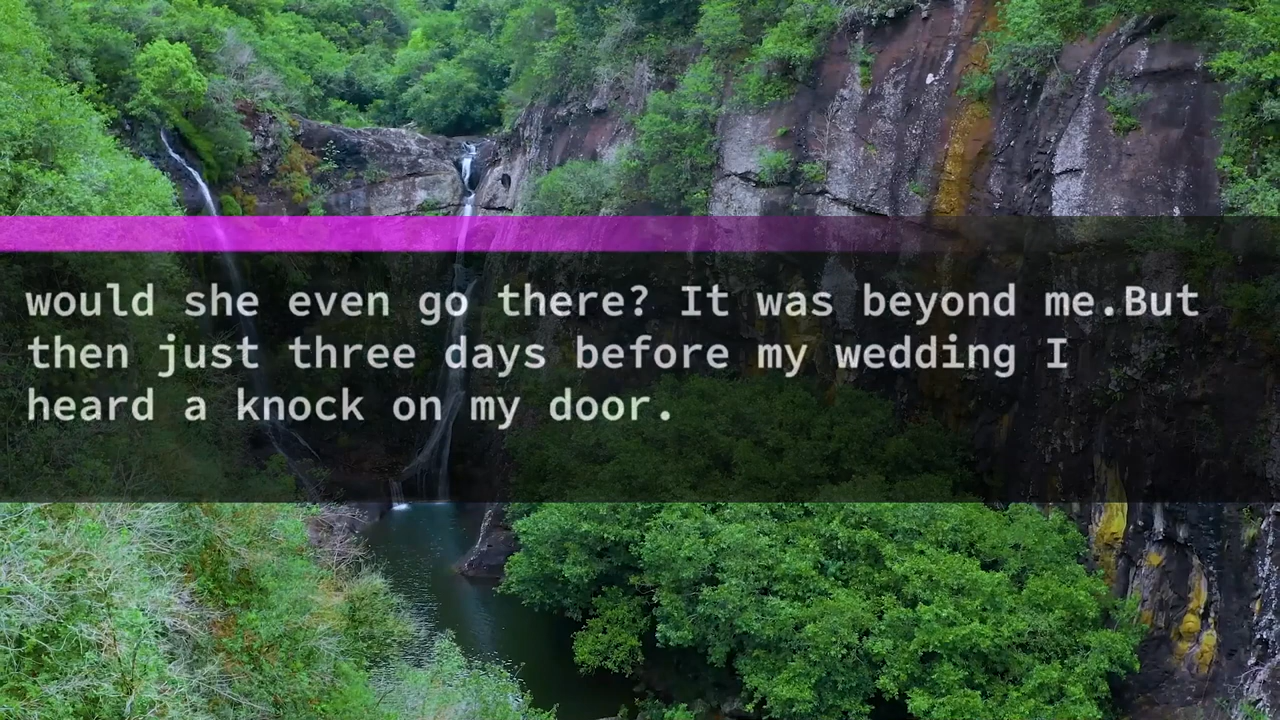 would she even go there? It was beyond me.But
then just three days before my wedding I
heard a knock on my door.